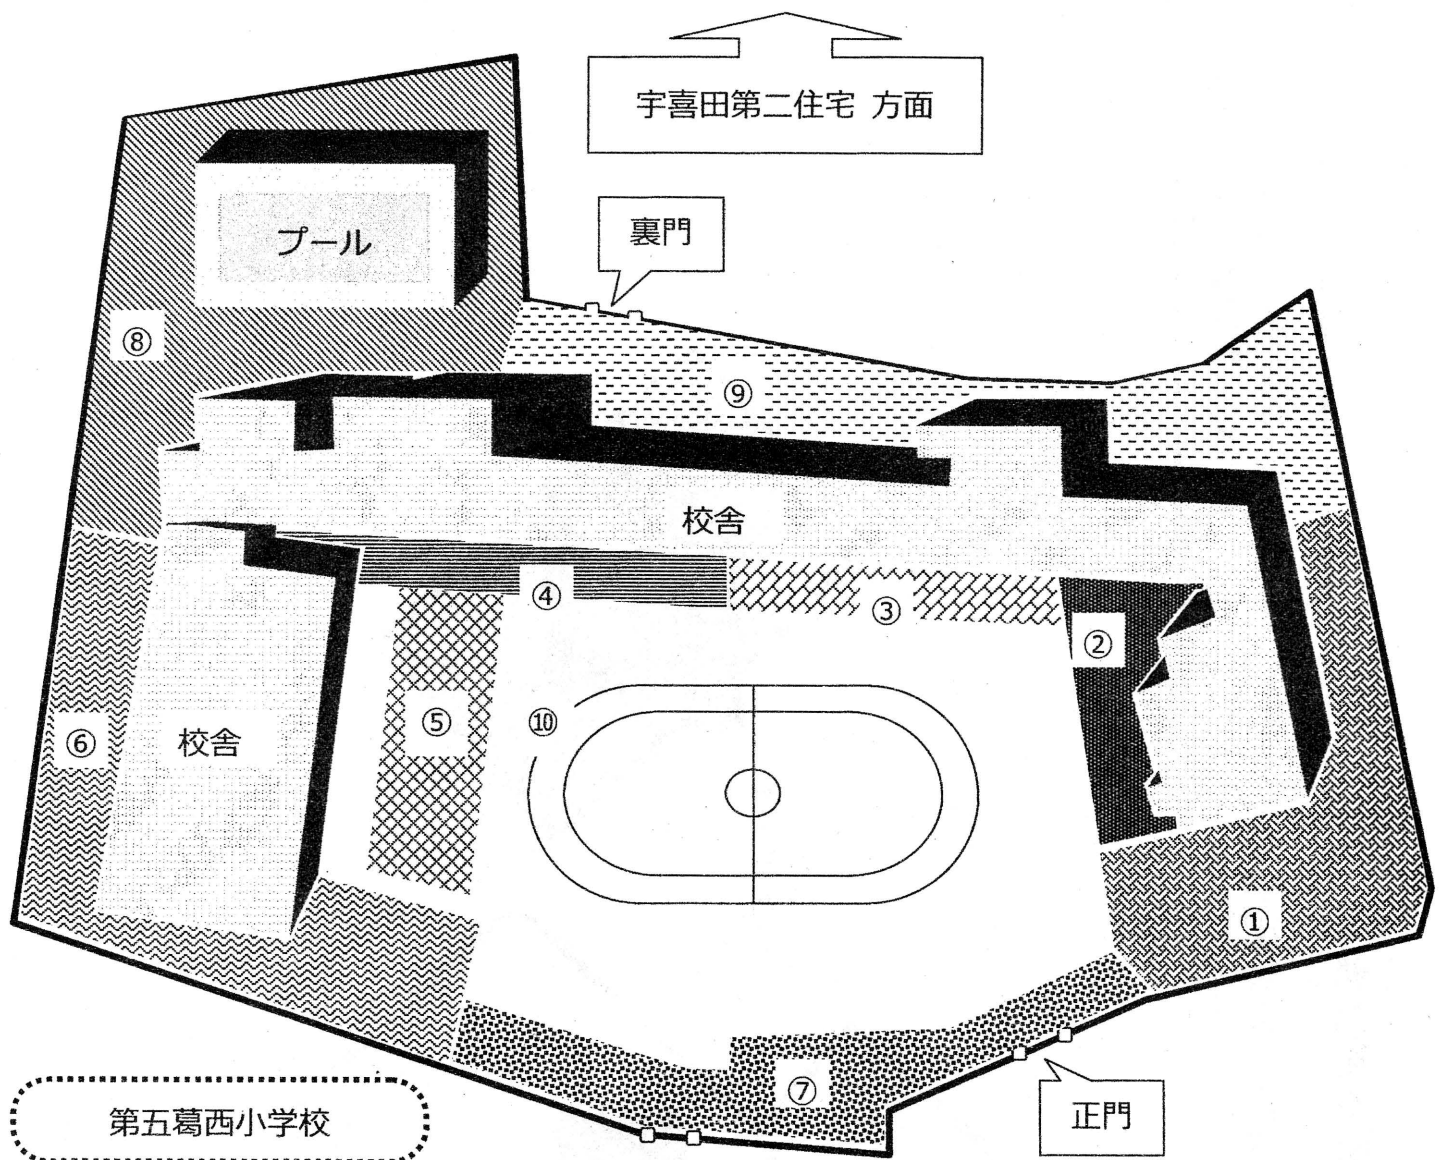 宇喜田第二住宅 方面
裏門
プール
⑧
⑨
校舎
④
③
②
⑤
⑩
⑥
校舎
①
⑦
正門
第五葛西小学校